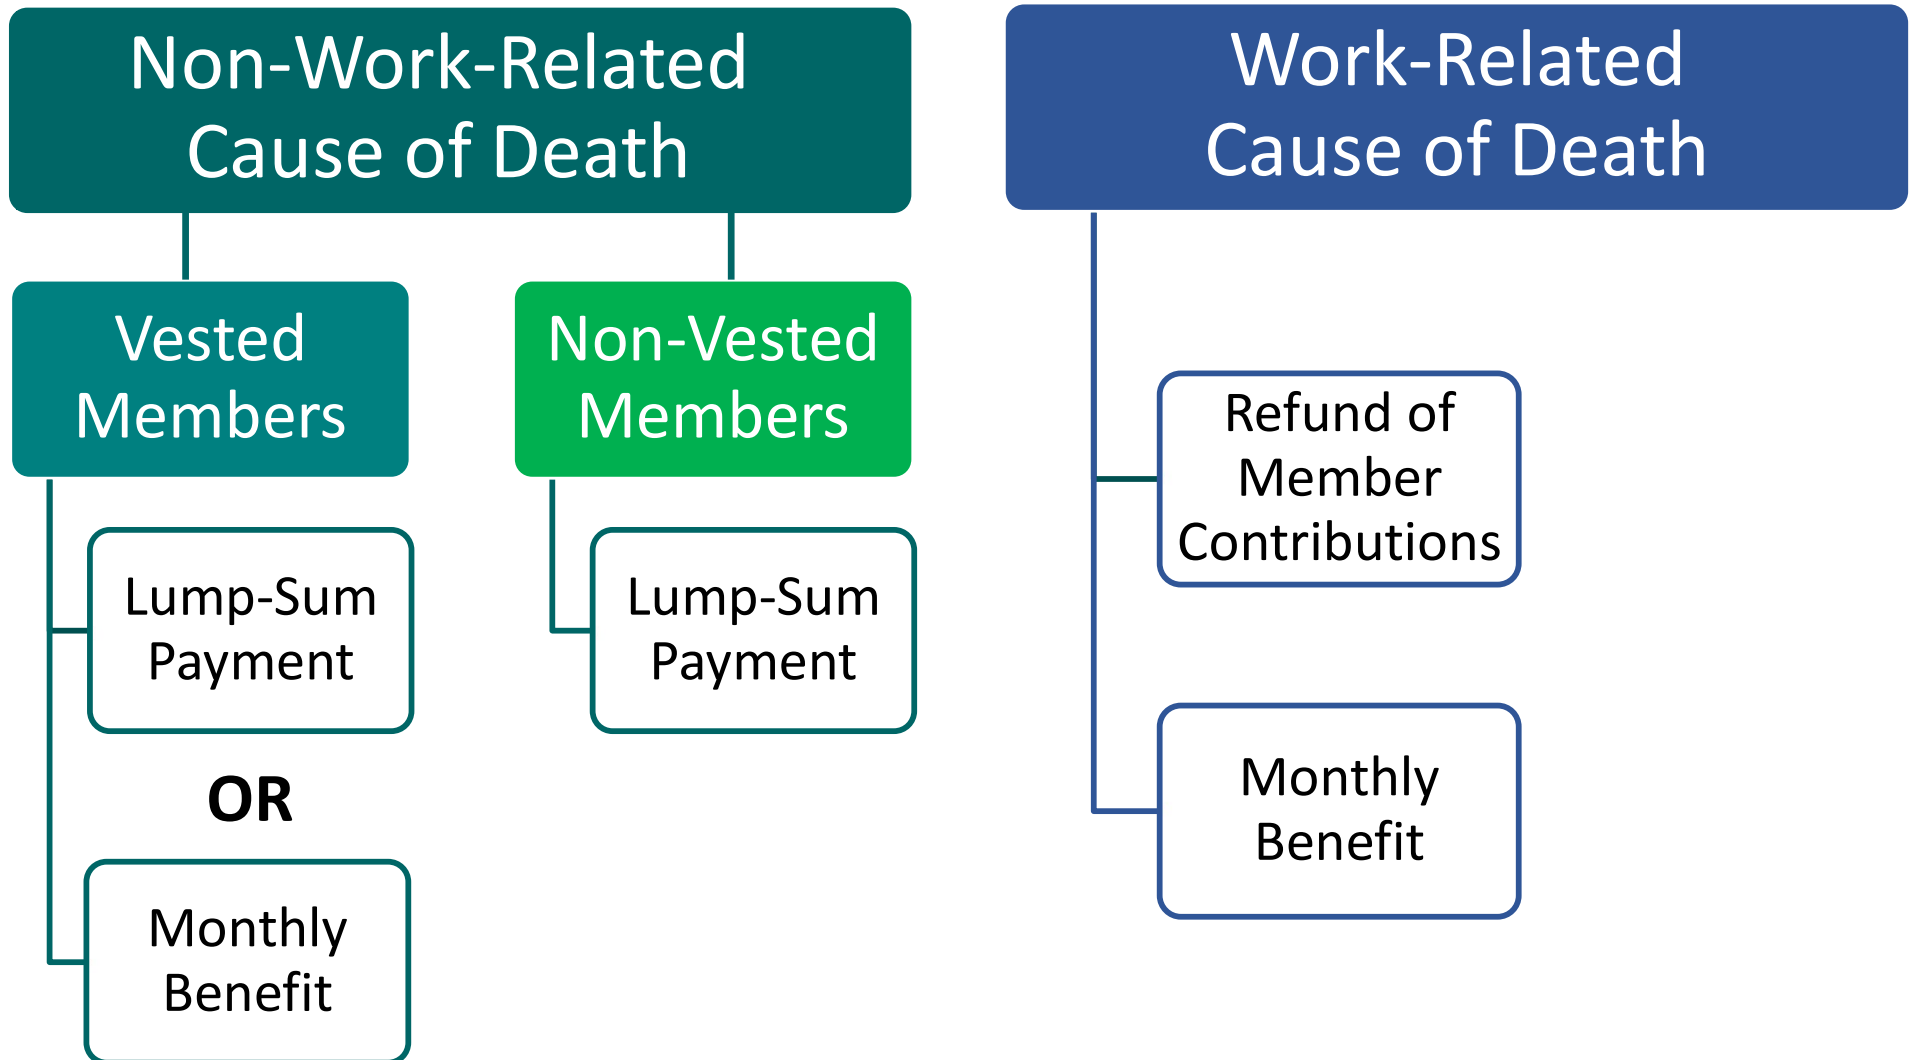 Non-Work-Related
Cause of Death
Vested
Members
Lump-Sum
Payment
OR
Monthly
Benefit
Non-Vested
Members
Lump-Sum
Payment
Work-Related
Cause of Death
Refund of
Member
Contributions
Monthly
Benefit